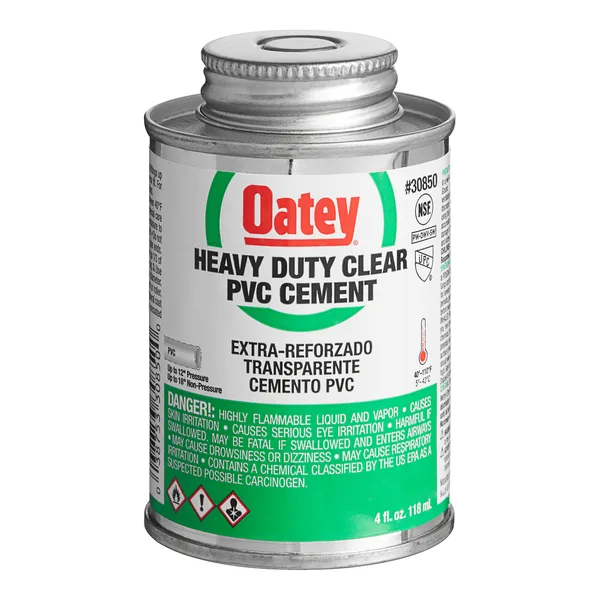 Oatey
#30850
NSF
PW-DWV-SW
UPC
HEAVY DUTY CLEAR
PVC CEMENT
EXTRA-REFORZADO
TRANSPARENTE
CEMENTO PVC
PVC
Up to 12" Pressure
Up to 18" Non-Pressure
40°-110°F
5°-43°C
DANGER!: HIGHLY FLAMMABLE LIQUID AND VAPOR • CAUSES
SKIN IRRITATION • CAUSES SERIOUS EYE IRRITATION • HARMFUL IF
SWALLOWED. MAY BE FATAL IF SWALLOWED AND ENTERS AIRWAYS
• MAY CAUSE DROWSINESS OR DIZZINESS • MAY CAUSE RESPIRATORY
IRRITATION • CONTAINS A CHEMICAL CLASSIFIED BY THE US EPA AS A
SUSPECTED POSSIBLE CARCINOGEN.
4 fl. oz. 118 mL